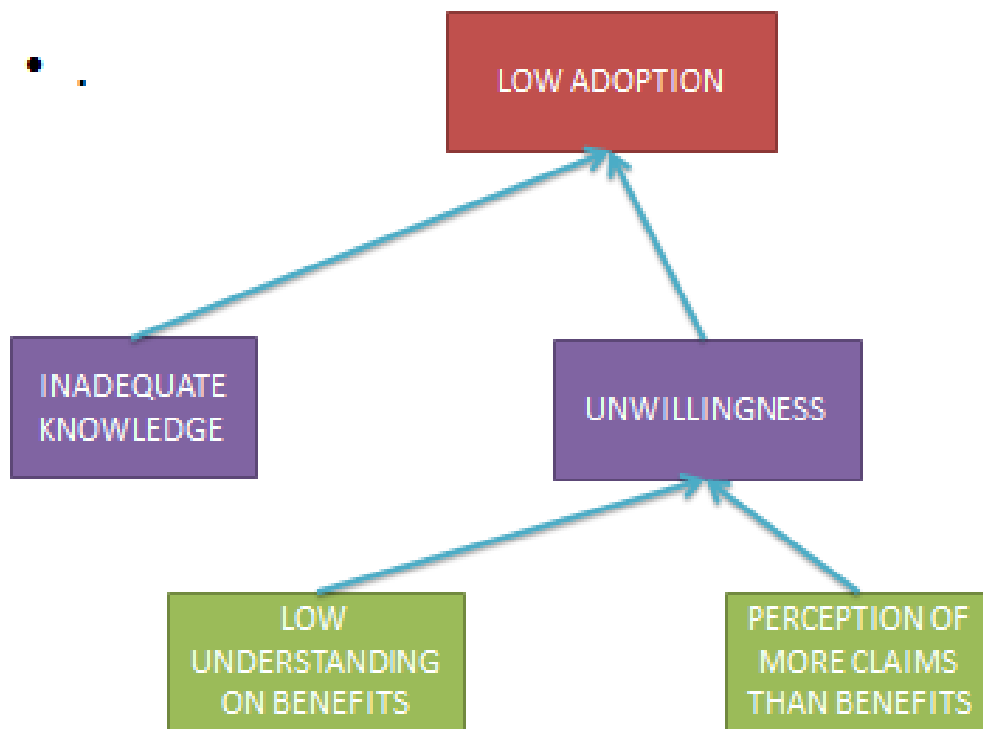 • .
LOW ADOPTION
INADEQUATE
KNOWLEDGE
UNWILLINGNESS
LOW
UNDERSTANDING
ON BENEFITS
PERCEPTION OF
MORE CLAIMS
THAN BENEFITS